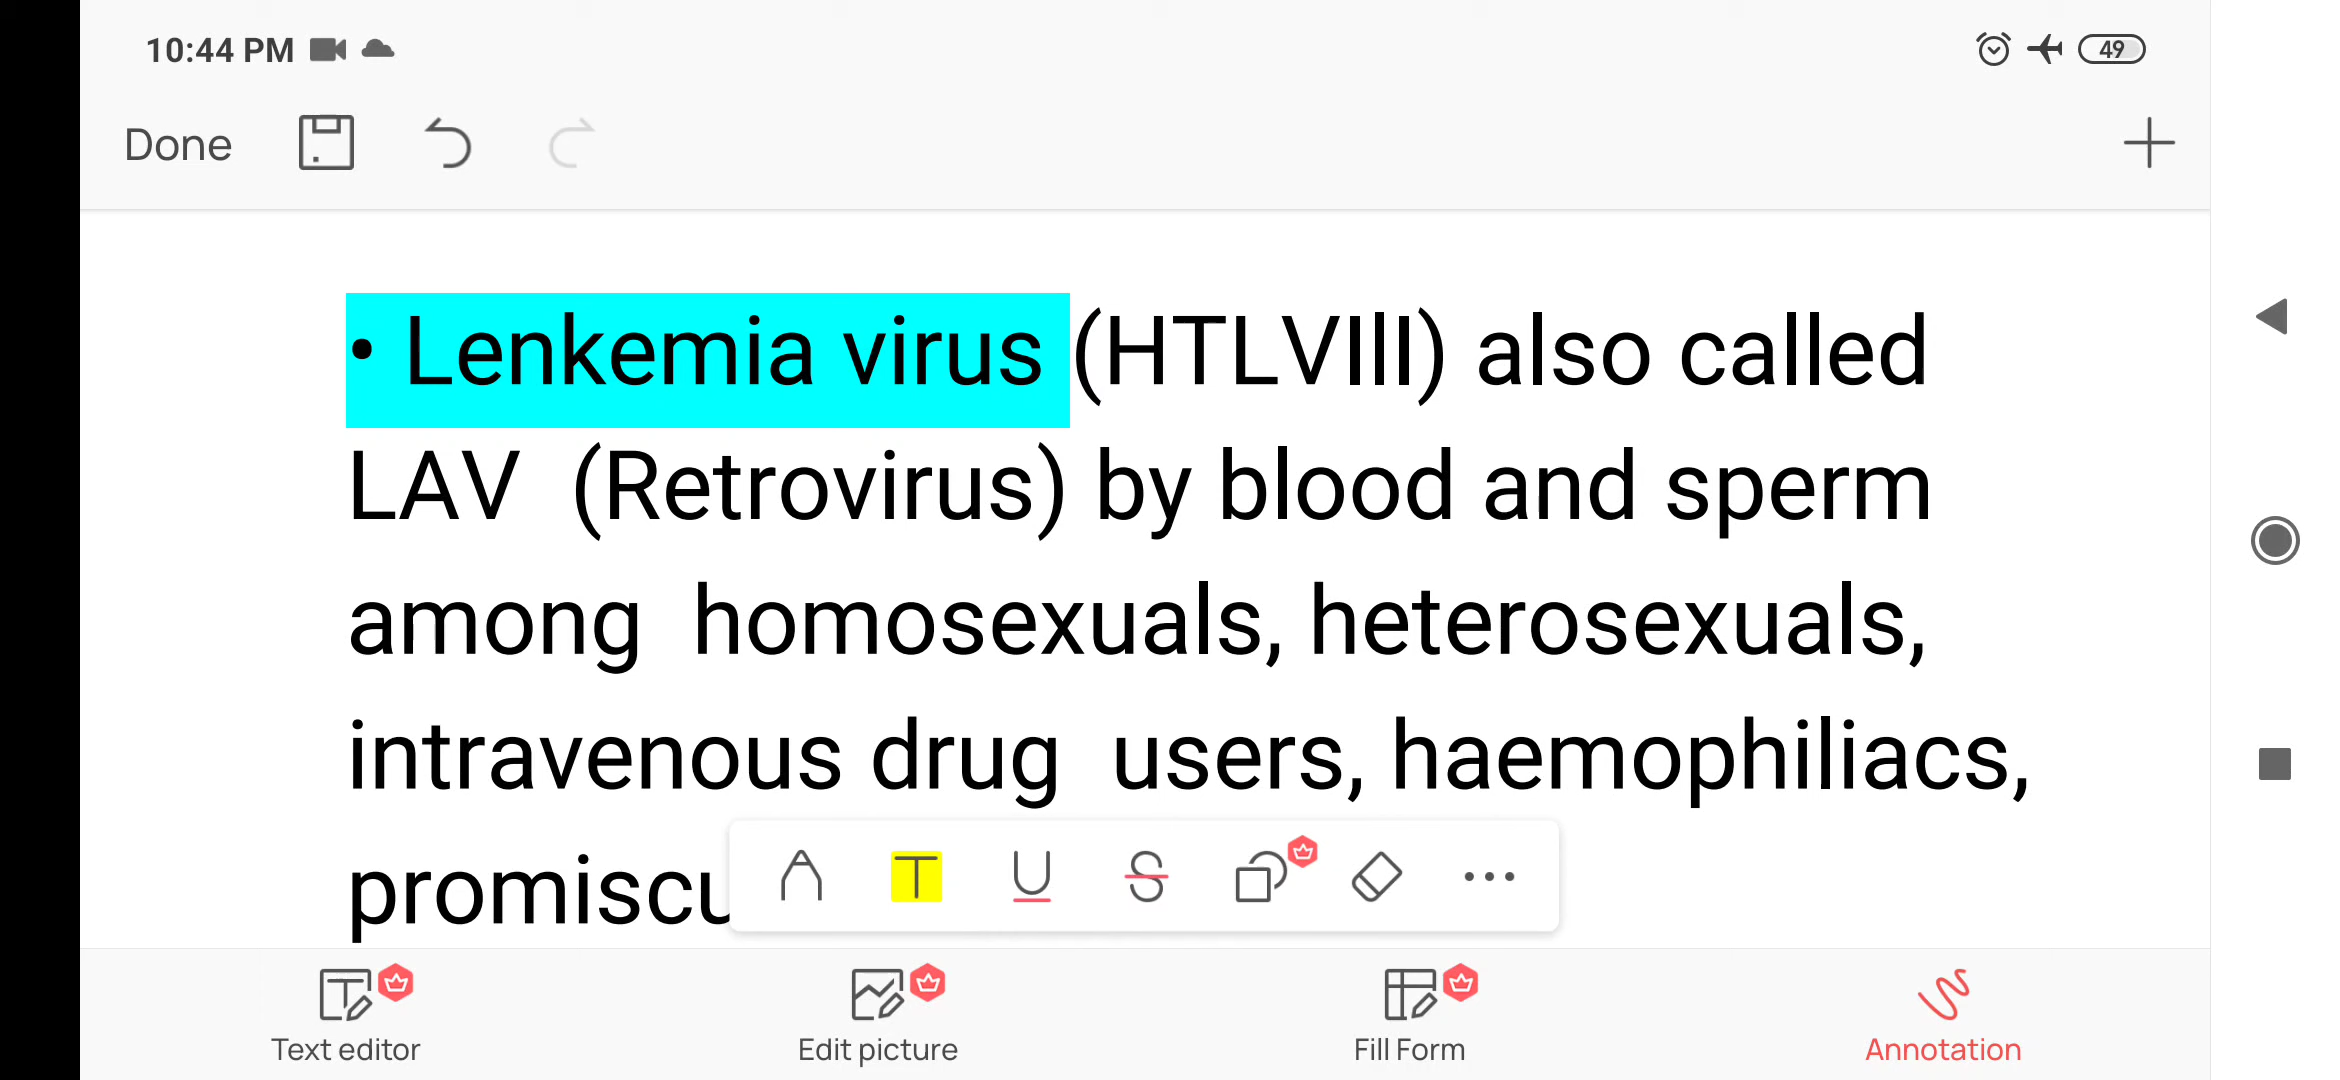 10:44 PM 49
Done
• Lenkemia virus (HTLVIII) also called
LAV (Retrovirus) by blood and sperm
among homosexuals, heterosexuals,
intravenous drug users, haemophiliacs,
T U S
Text editor Edit picture Fill Form Annotation